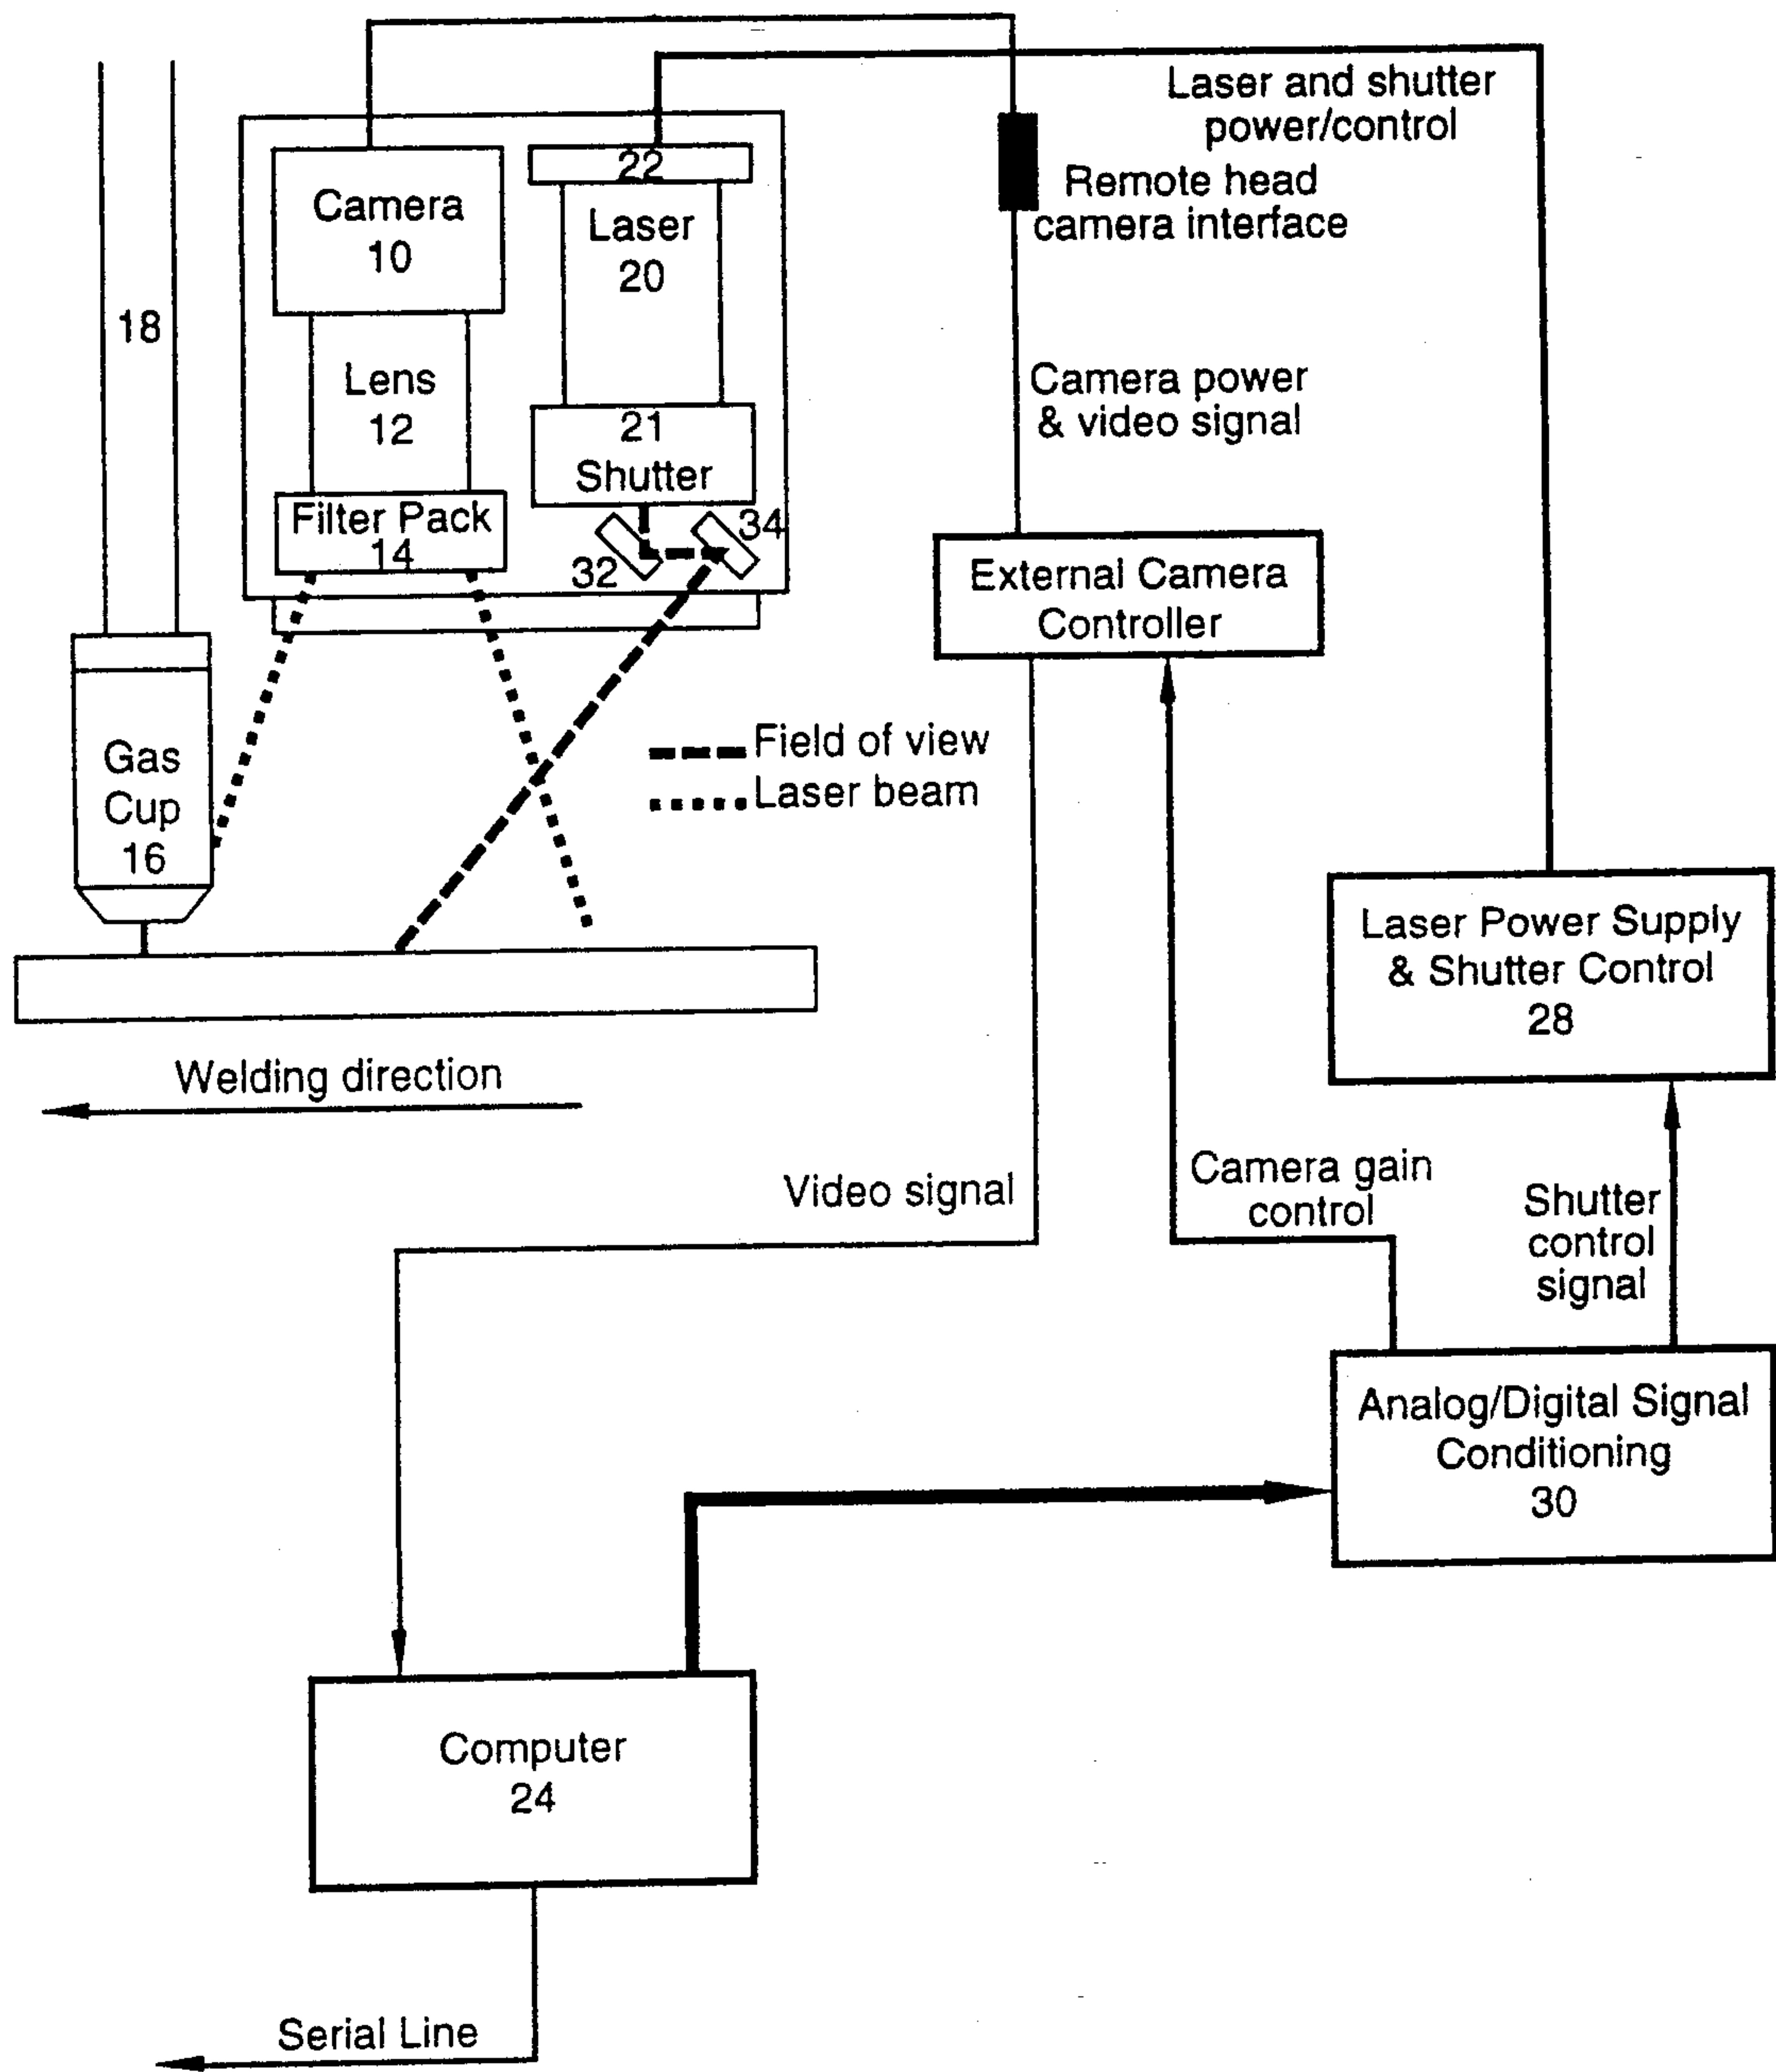 Laser and shutter
power/control
22
Remote head
camera interface
Camera
10
Laser
20
18
Lens
12
Camera power
& video signal
21
Shutter
Filter Pack
14
34
32
External Camera
Controller
Field of view
Laser beam
Gas
Cup
16
Laser Power Supply
& Shutter Control
28
Welding direction
Video signal
Camera gain
control
Shutter
control
signal
Analog/Digital Signal
Conditioning
30
Computer
24
Serial Line